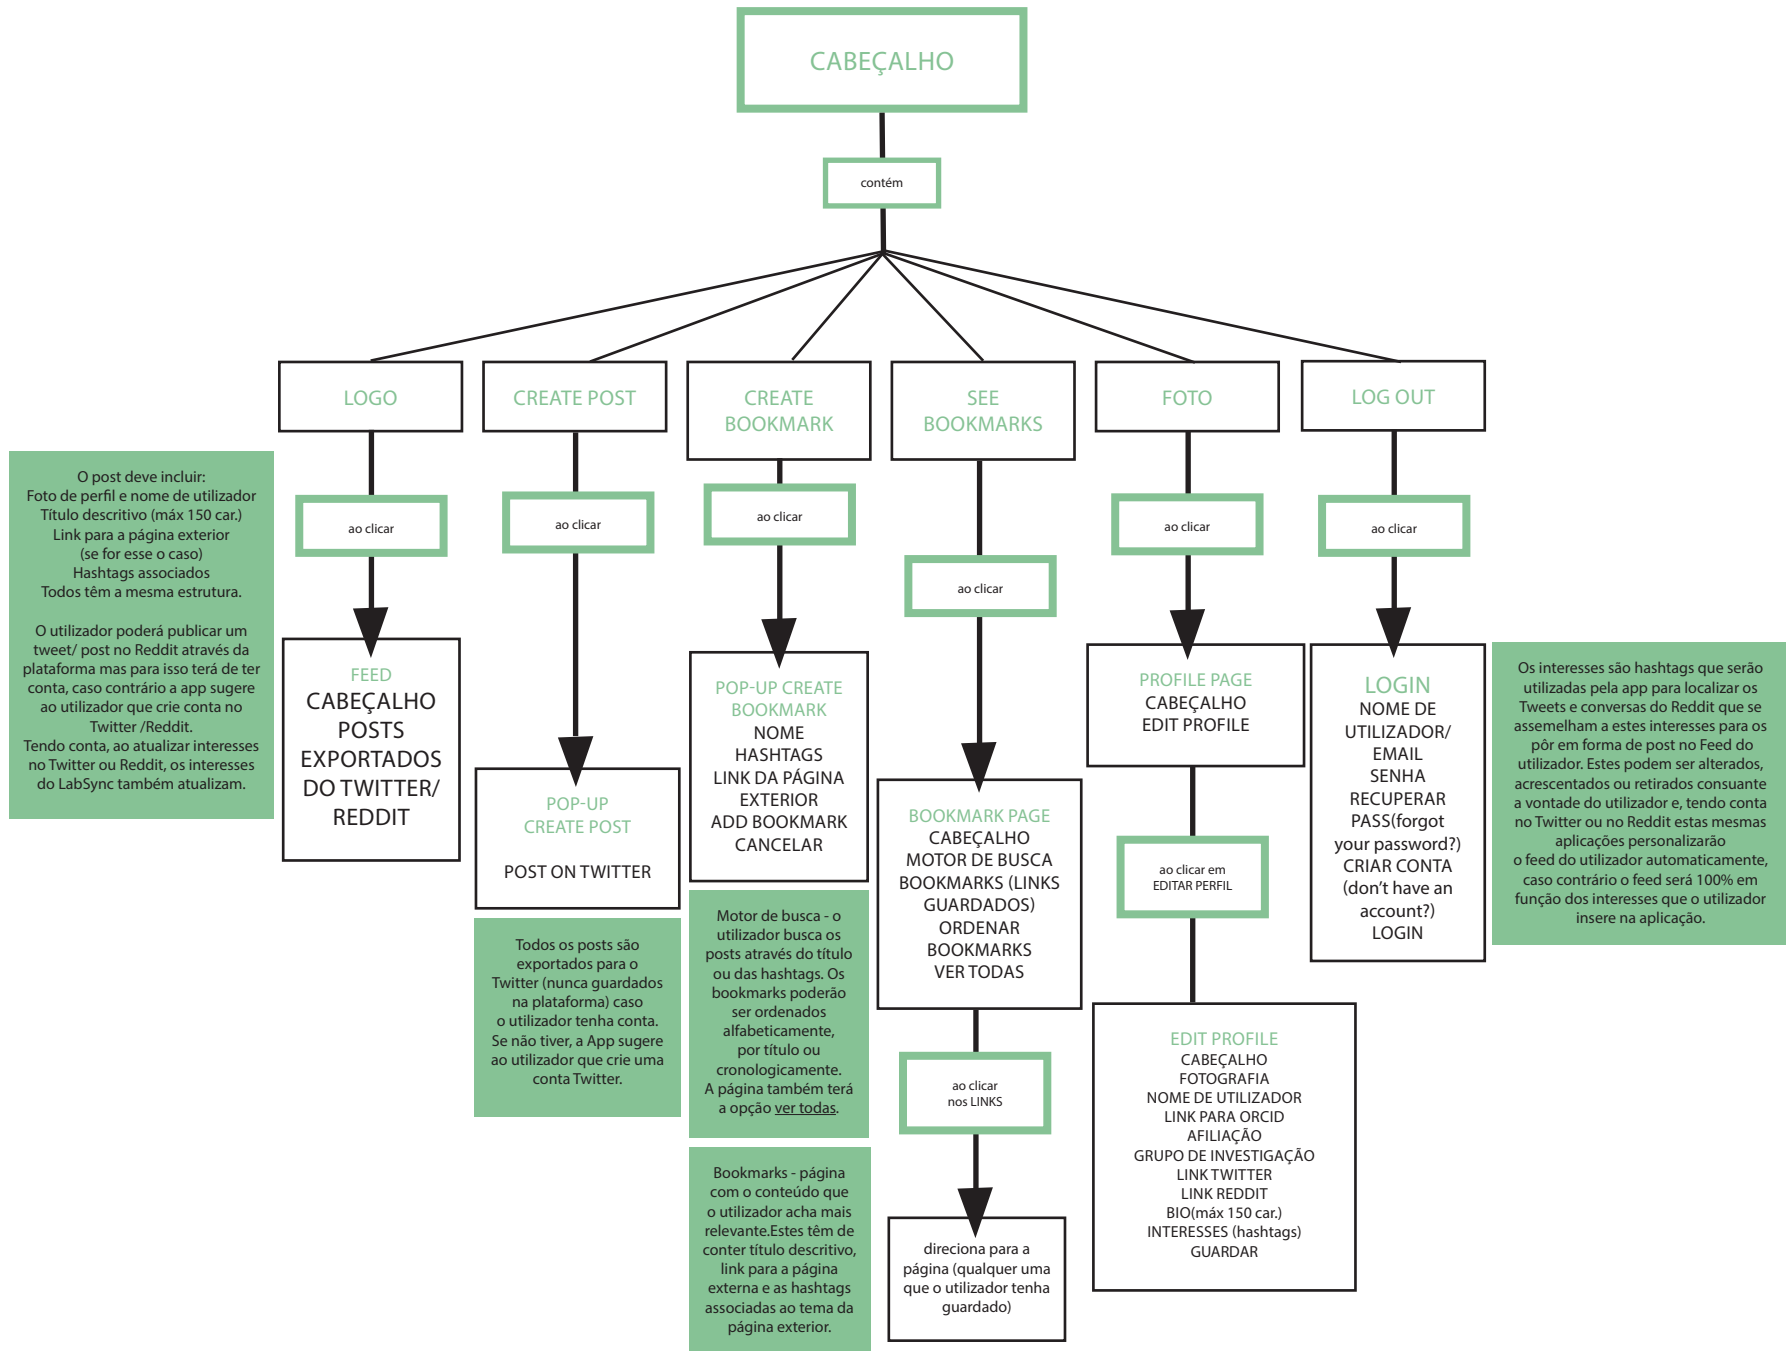 CABEÇALHO
contém
LOGO
CREATE POST
CREATE
BOOKMARK
SEE
BOOKMARKS
FOTO
LOG OUT
O post deve incluir:
Foto de perfil e nome de utilizador
Título descritivo (máx 150 car.)
Link para a página exterior
(se for esse o caso)
Hashtags associados
Todos têm a mesma estrutura.
O utilizador poderá publicar um
tweet/ post no Reddit através da
plataforma mas para isso terá de ter
conta, caso contrário a app sugere
ao utilizador que crie conta no
Twitter /Reddit.
Tendo conta, ao atualizar interesses
no Twitter ou Reddit, os interesses
do LabSync também atualizam.
ao clicar
FEED
CABEÇALHO
POSTS
EXPORTADOS
DO TWITTER/
REDDIT
ao clicar
POP-UP
CREATE POST
POST ON TWITTER
Todos os posts são
exportados para o
Twitter (nunca guardados
na plataforma) caso
o utilizador tenha conta.
Se não tiver, a App sugere
ao utilizador que crie uma
conta Twitter.
ao clicar
POP-UP CREATE
BOOKMARK
NOME
HASHTAGS
LINK DA PÁGINA
EXTERIOR
ADD BOOKMARK
CANCELAR
Motor de busca - o
utilizador busca os
posts através do título
ou das hashtags. Os
bookmarks poderão
ser ordenados
alfabeticamente,
por título ou
cronologicamente.
A página também terá
a opção ver todas.
Bookmarks - página
com o conteúdo que
o utilizador acha mais
relevante.Estes têm de
conter título descritivo,
link para a página
externa e as hashtags
associadas ao tema da
página exterior.
ao clicar
BOOKMARK PAGE
CABEÇALHO
MOTOR DE BUSCA
BOOKMARKS (LINKS
GUARDADOS)
ORDENAR
BOOKMARKS
VER TODAS
ao clicar
nos LINKS
direciona para a
página (qualquer uma
que o utilizador tenha
guardado)
ao clicar
PROFILE PAGE
CABEÇALHO
EDIT PROFILE
ao clicar em
EDITAR PERFIL
EDIT PROFILE
CABEÇALHO
FOTOGRAFIA
NOME DE UTILIZADOR
LINK PARA ORCID
AFILIAÇÃO
GRUPO DE INVESTIGAÇÃO
LINK TWITTER
LINK REDDIT
BIO(máx 150 car.)
INTERESSES (hashtags)
GUARDAR
ao clicar
LOGIN
NOME DE
UTILIZADOR/
EMAIL
SENHA
RECUPERAR
PASS(forgot
your password?)
CRIAR CONTA
(don't have an
account?)
LOGIN
Os interesses são hashtags que serão
utilizadas pela app para localizar os
Tweets e conversas do Reddit que se
assemelham a estes interesses para os
pôr em forma de post no Feed do
utilizador. Estes podem ser alterados,
acrescentados ou retirados consuante
a vontade do utilizador e, tendo conta
no Twitter ou no Reddit estas mesmas
aplicações personalizarão
o feed do utilizador automaticamente,
caso contrário o feed será 100% em
função dos interesses que o utilizador
insere na aplicação.